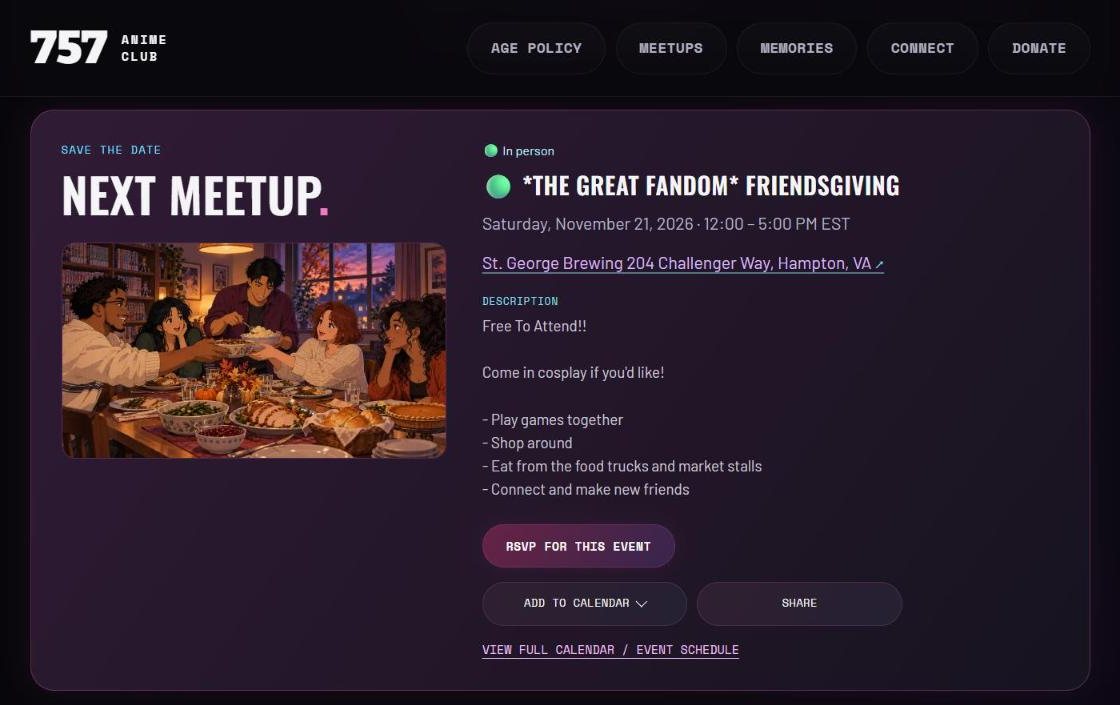 757 ANIME CLUB
AGE POLICY
MEETUPS
MEMORIES
CONNECT
DONATE
SAVE THE DATE
NEXT MEETUP.
In person
*THE GREAT FANDOM* FRIENDSGIVING
Saturday, November 21, 2026 · 12:00 – 5:00 PM EST
St. George Brewing 204 Challenger Way, Hampton, VA ↗
DESCRIPTION
Free To Attend!!
Come in cosplay if you'd like!
- Play games together
- Shop around
- Eat from the food trucks and market stalls
- Connect and make new friends
RSVP FOR THIS EVENT
ADD TO CALENDAR
SHARE
VIEW FULL CALENDAR / EVENT SCHEDULE